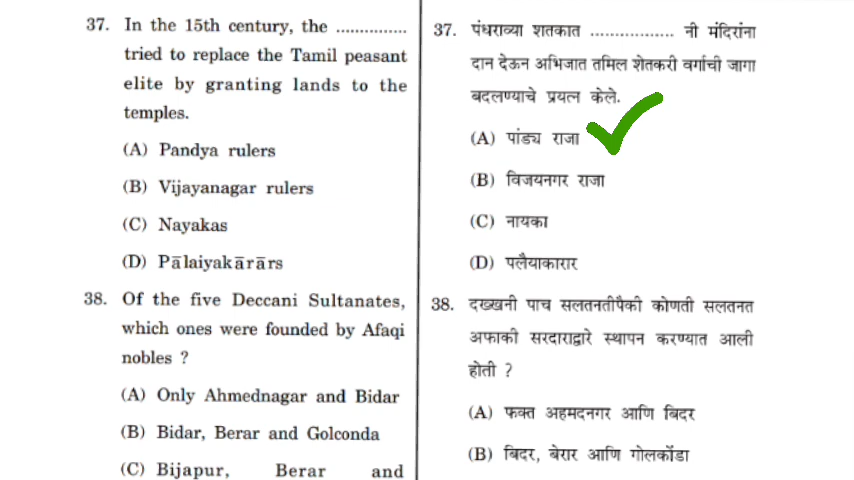 37. In the 15th century, the ...............
tried to replace the Tamil peasant
elite by granting lands to the
temples.
(A) Pandya rulers
(B) Vijayanagar rulers
(C) Nayakas
(D) Pālaiyakārārs
38. Of the five Deccani Sultanates,
which ones were founded by Afaqi
nobles ?
(A) Only Ahmednagar and Bidar
(B) Bidar, Berar and Golconda
(C) Bijapur, Berar and
37. पंधराव्या शतकात .................. नी मंदिरांना
दान देऊन अभिजात तमिल शेतकरी वर्गाची जागा
बदलण्याचे प्रयत्न केले.
(A) पांड्य राजा
(B) विजयनगर राजा
(C) नायका
(D) पलैयाकारार
38. दख्खनी पाच सलतनतीपैकी कोणती सलतनत
अफाकी सरदाराद्वारे स्थापन करण्यात आली
होती ?
(A) फक्त अहमदनगर आणि बिदर
(B) बिदर, बेरार आणि गोलकोंडा